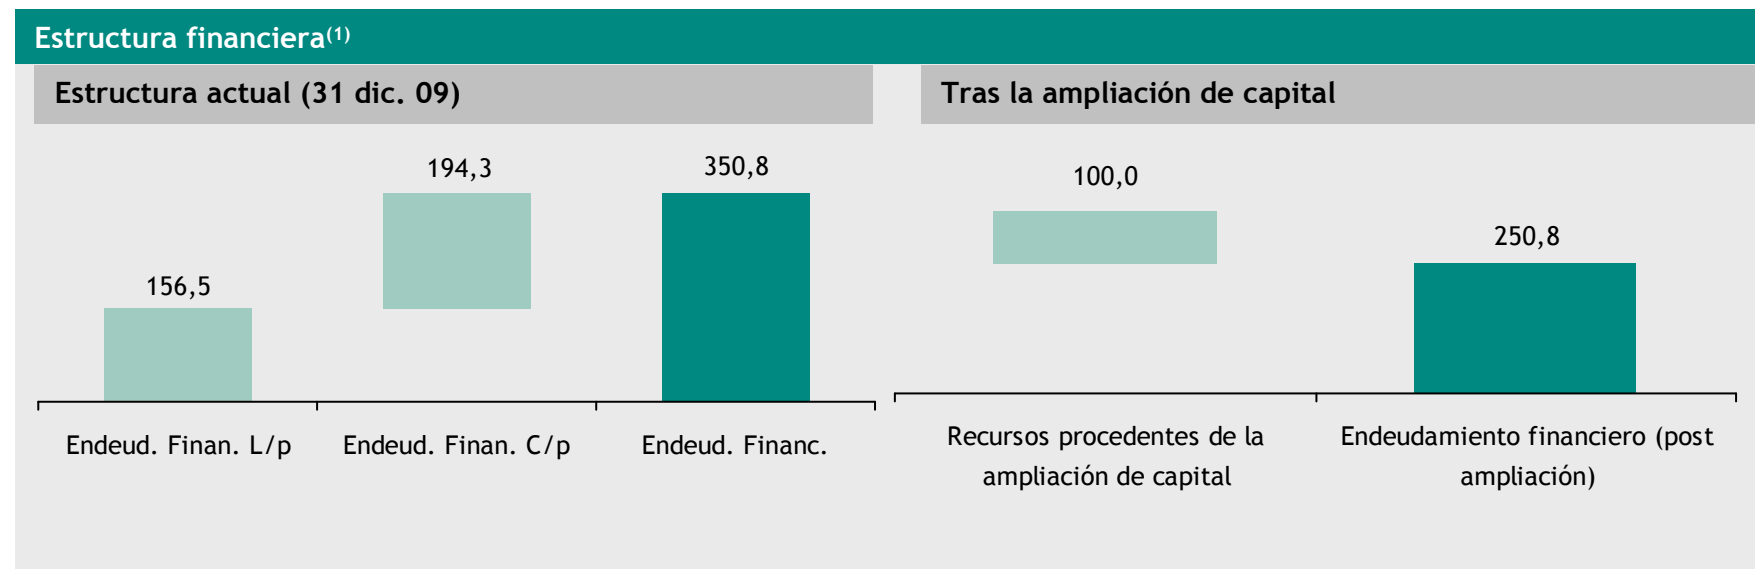 Estructura financiera(1)
Estructura actual (31 dic. 09)
156,5
194,3
350,8
Endeud. Finan. L/p
Endeud. Finan. C/p
Endeud. Financ.
Tras la ampliación de capital
100,0
250,8
Recursos procedentes de la
ampliación de capital
Endeudamiento financiero (post
ampliación)